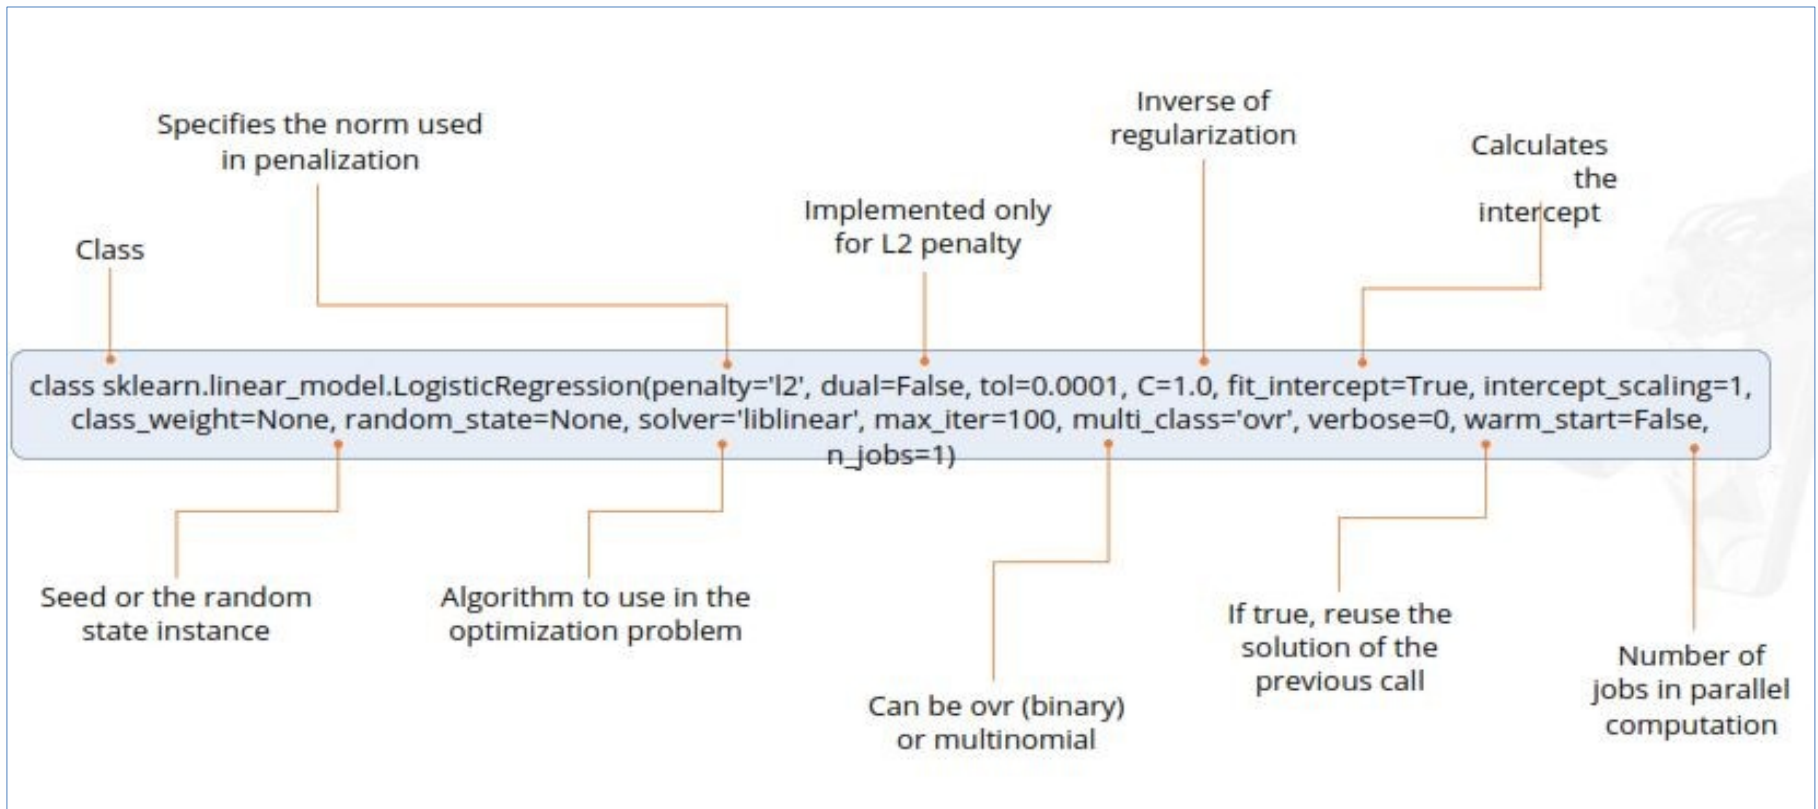 Specifies the norm used
in penalization
Inverse of
regularization
Calculates
the
intercept
Implemented only
for L2 penalty
Class
class sklearn.linear_model.LogisticRegression(penalty='l2', dual=False, tol=0.0001, C=1.0, fit_intercept=True, intercept_scaling=1,
class_weight=None, random_state=None, solver='liblinear', max_iter=100, multi_class='ovr', verbose=0, warm_start=False,
n_jobs=1)
Seed or the random
state instance
Algorithm to use in the
optimization problem
Can be ovr (binary)
or multinomial
If true, reuse the
solution of the
previous call
Number of
jobs in parallel
computation